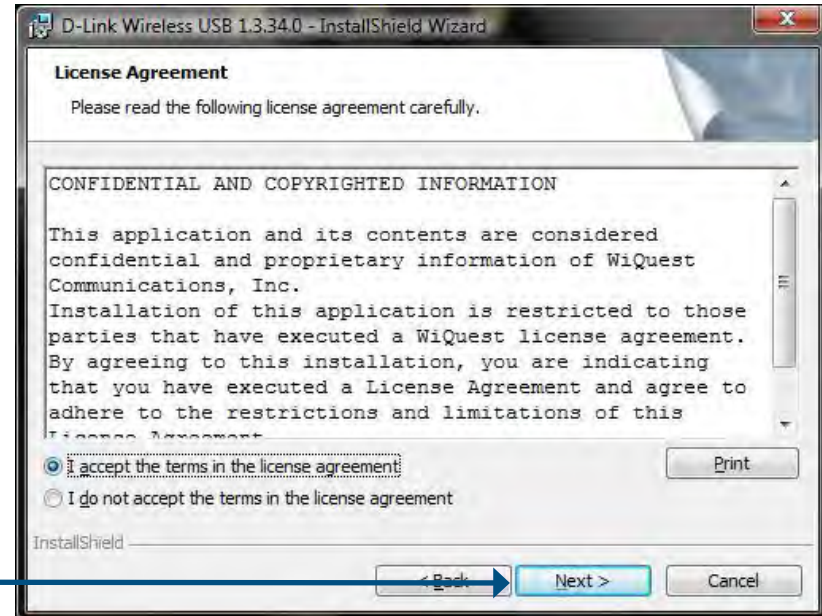 D-Link Wireless USB 1.3.34.0 - InstallShield Wizard
License Agreement
Please read the following license agreement carefully.
CONFIDENTIAL AND COPYRIGHTED INFORMATION
This application and its contents are considered
confidential and proprietary information of WiQuest
Communications, Inc.
Installation of this application is restricted to those
parties that have executed a WiQuest license agreement.
By agreeing to this installation, you are indicating
that you have executed a License Agreement and agree to
adhere to the restrictions and limitations of this
License Agreement
I accept the terms in the license agreement
Print
I do not accept the terms in the license agreement
InstallShield
< Back
Next >
Cancel